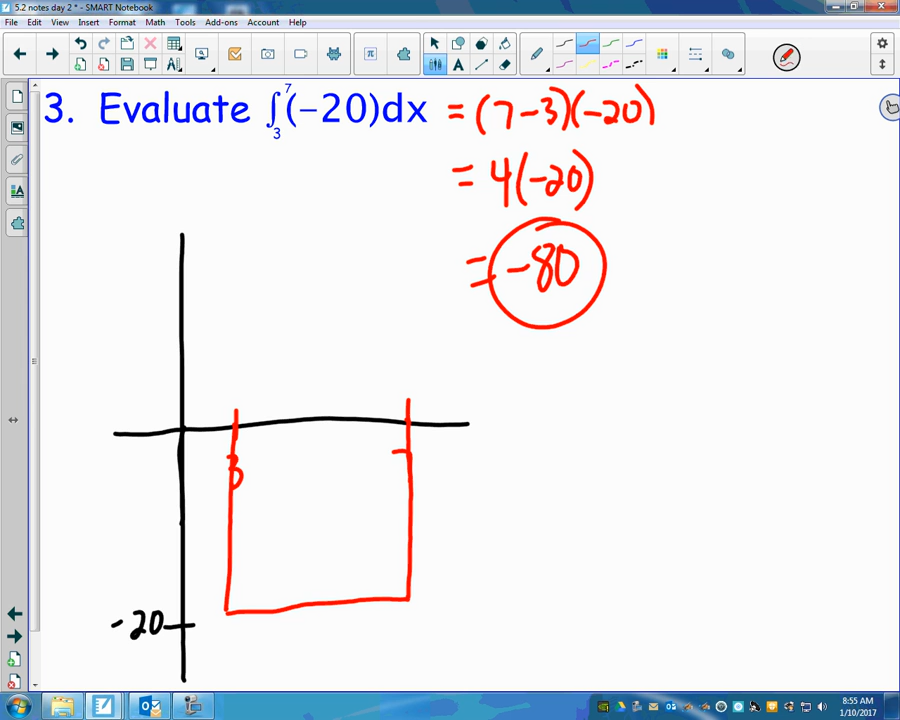 5.2 notes day 2 * - SMART Notebook
File Edit View Insert Format Math Tools Add-ons Account Help
3. Evaluate ∫₃⁷(-20)dx = (7-3)(-20)
= 4(-20)
= -80
3 7
-20
8:55 AM
1/10/2017